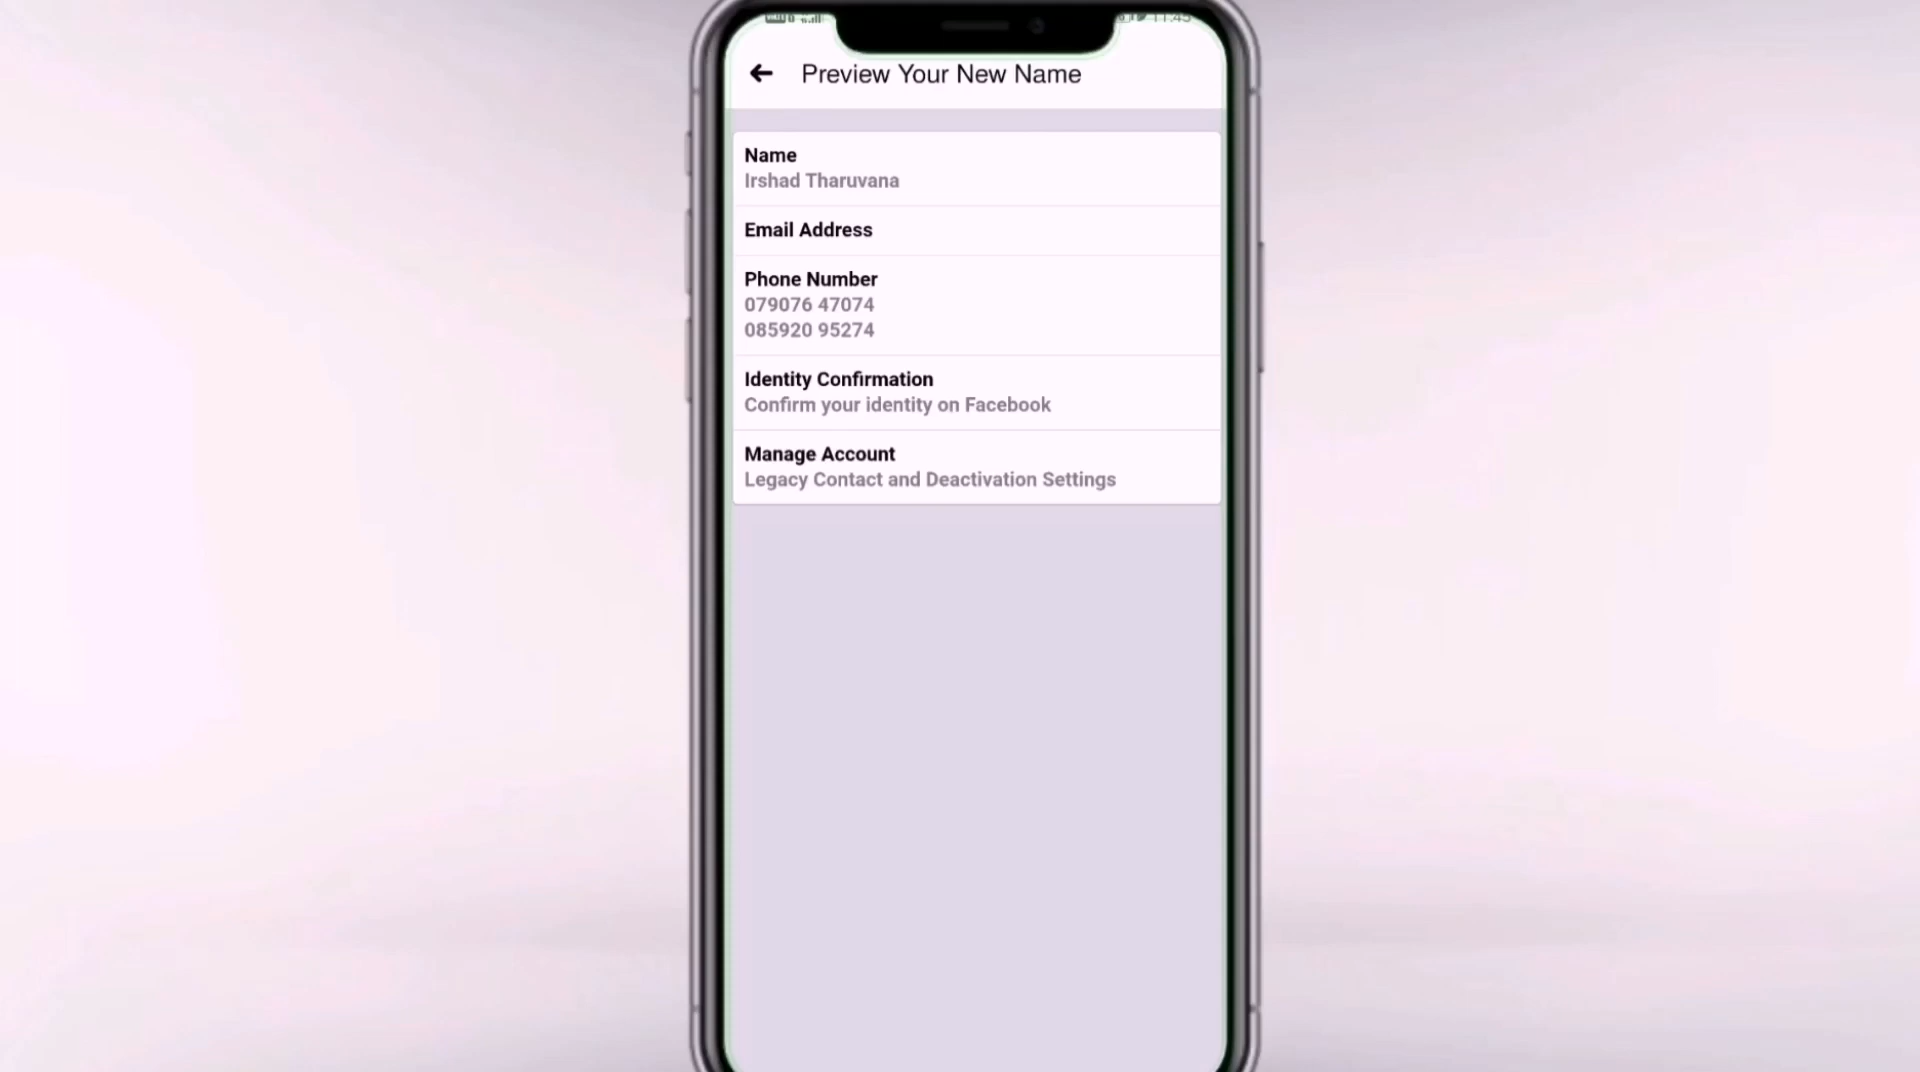 Preview Your New Name
Name
Irshad Tharuvana
Email Address
Phone Number
079076 47074
085920 95274
Identity Confirmation
Confirm your identity on Facebook
Manage Account
Legacy Contact and Deactivation Settings